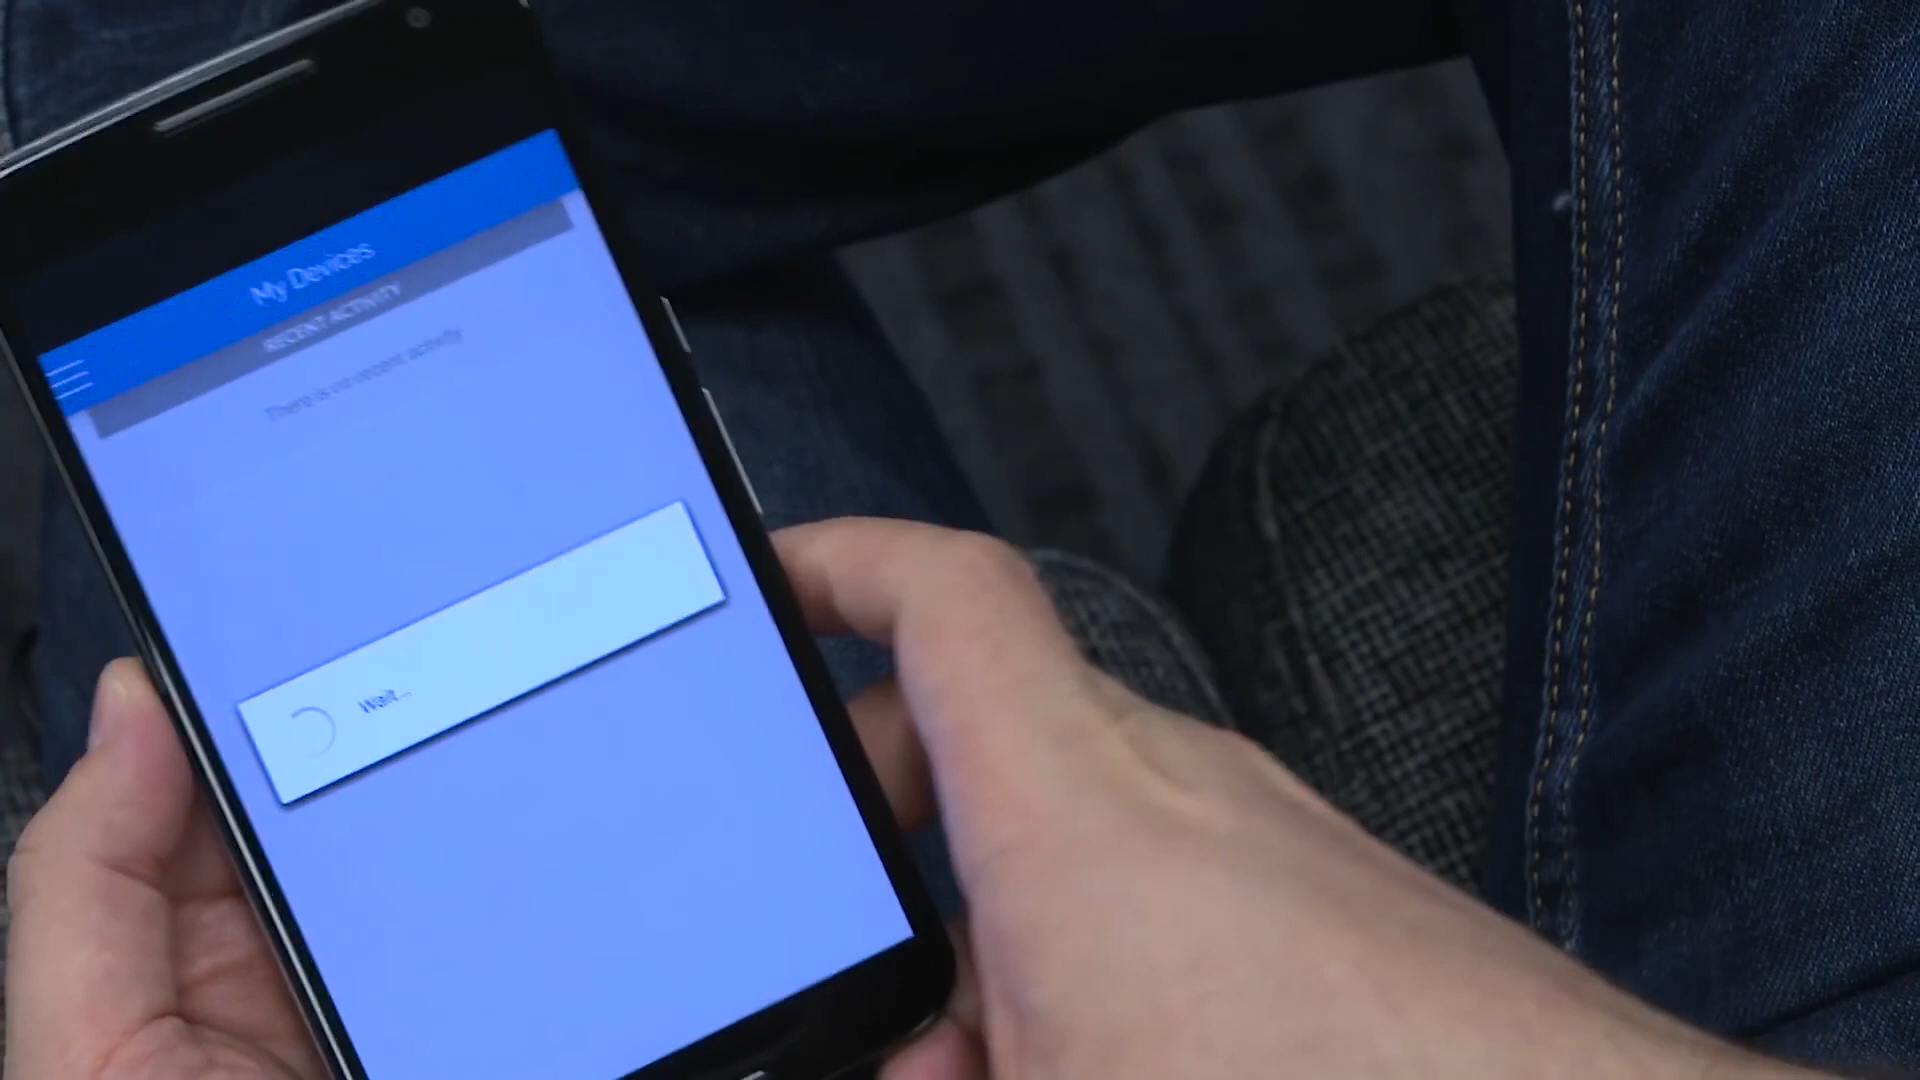 My Devices
RECENT ACTIVITY
There is no recent activity
Wait...